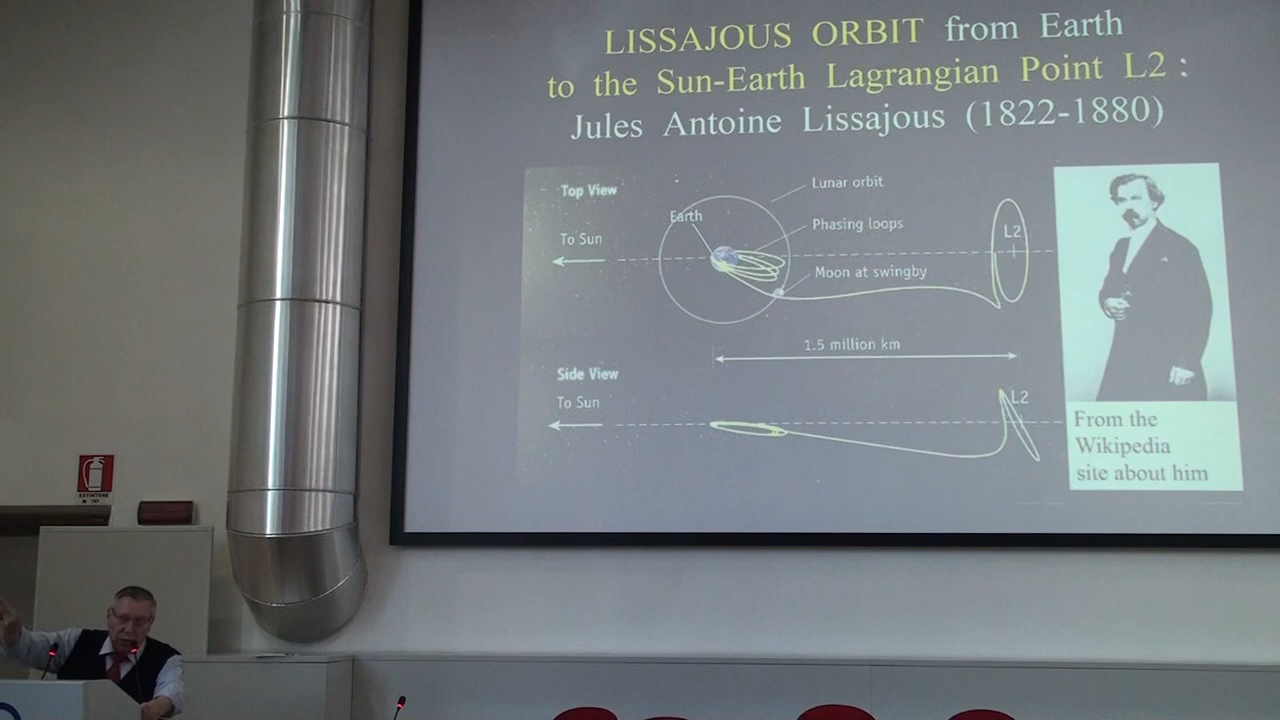 LISSAJOUS ORBIT from Earth
to the Sun-Earth Lagrangian Point L2 :
Jules Antoine Lissajous (1822-1880)
Top View
Lunar orbit
Earth
Phasing loops
L2
To Sun
Moon at swingby
1.5 million km
Side View
To Sun
L2
From the
Wikipedia
site about him
ESTINTORE